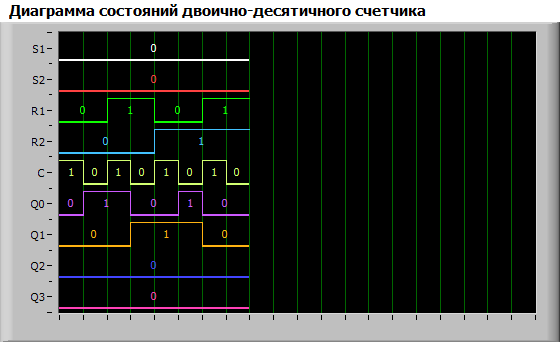 Диаграмма состояний двоично-десятичного счетчика
S1 0
S2 0
R1 0 1 0 1
R2 0 1
C 1 0 1 0 1 0 1 0
Q0 0 1 0 1 0
Q1 0 1 0
Q2 0
Q3 0